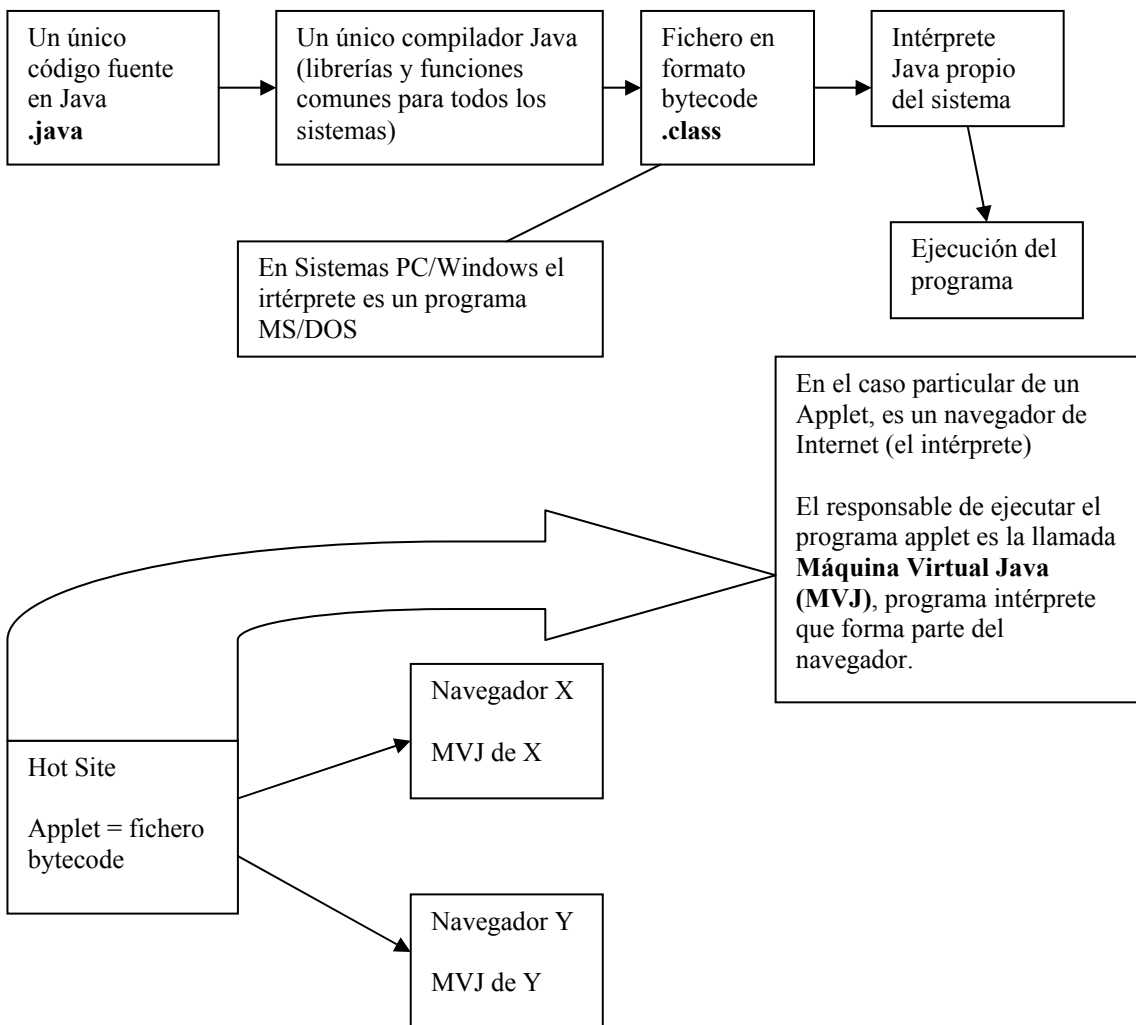 Un único
código fuente
en Java
.java
Un único compilador Java
(librerías y funciones
comunes para todos los
sistemas)
Fichero en
formato
bytecode
.class
Intérprete
Java propio
del sistema
En Sistemas PC/Windows el
irtérprete es un programa
MS/DOS
Ejecución del
programa
En el caso particular de un
Applet, es un navegador de
Internet (el intérprete)
El responsable de ejecutar el
programa applet es la llamada
Máquina Virtual Java
(MVJ), programa intérprete
que forma parte del
navegador.
Navegador X
MVJ de X
Hot Site
Applet = fichero
bytecode
Navegador Y
MVJ de Y